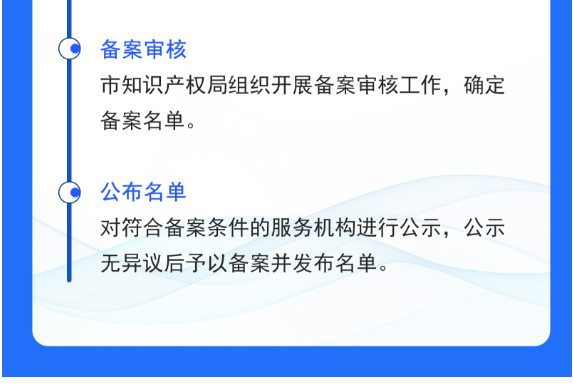 备案审核
市知识产权局组织开展备案审核工作，确定
备案名单。
公布名单
对符合备案条件的服务机构进行公示，公示
无异议后予以备案并发布名单。